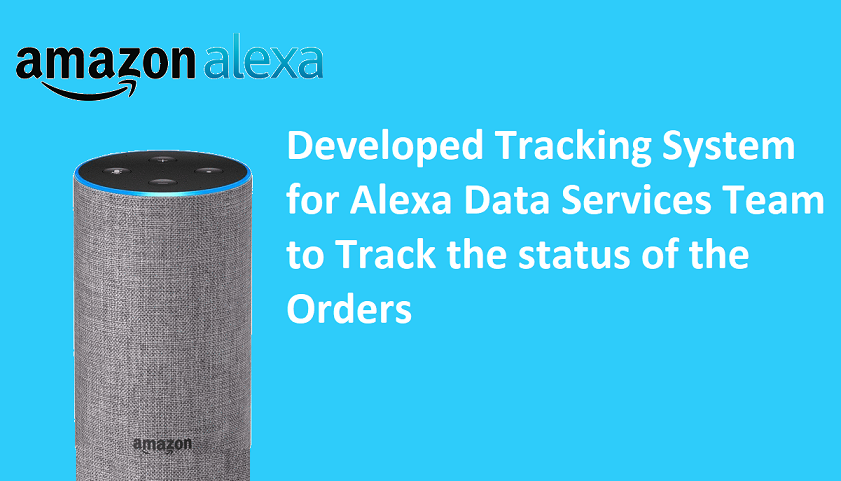 amazon alexa
Developed Tracking System
for Alexa Data Services Team
to Track the status of the
Orders
amazon